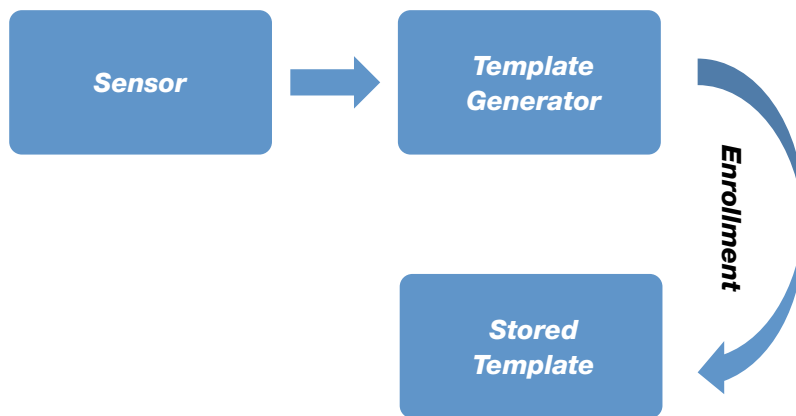 Sensor
Template
Generator
Enrollment
Stored
Template